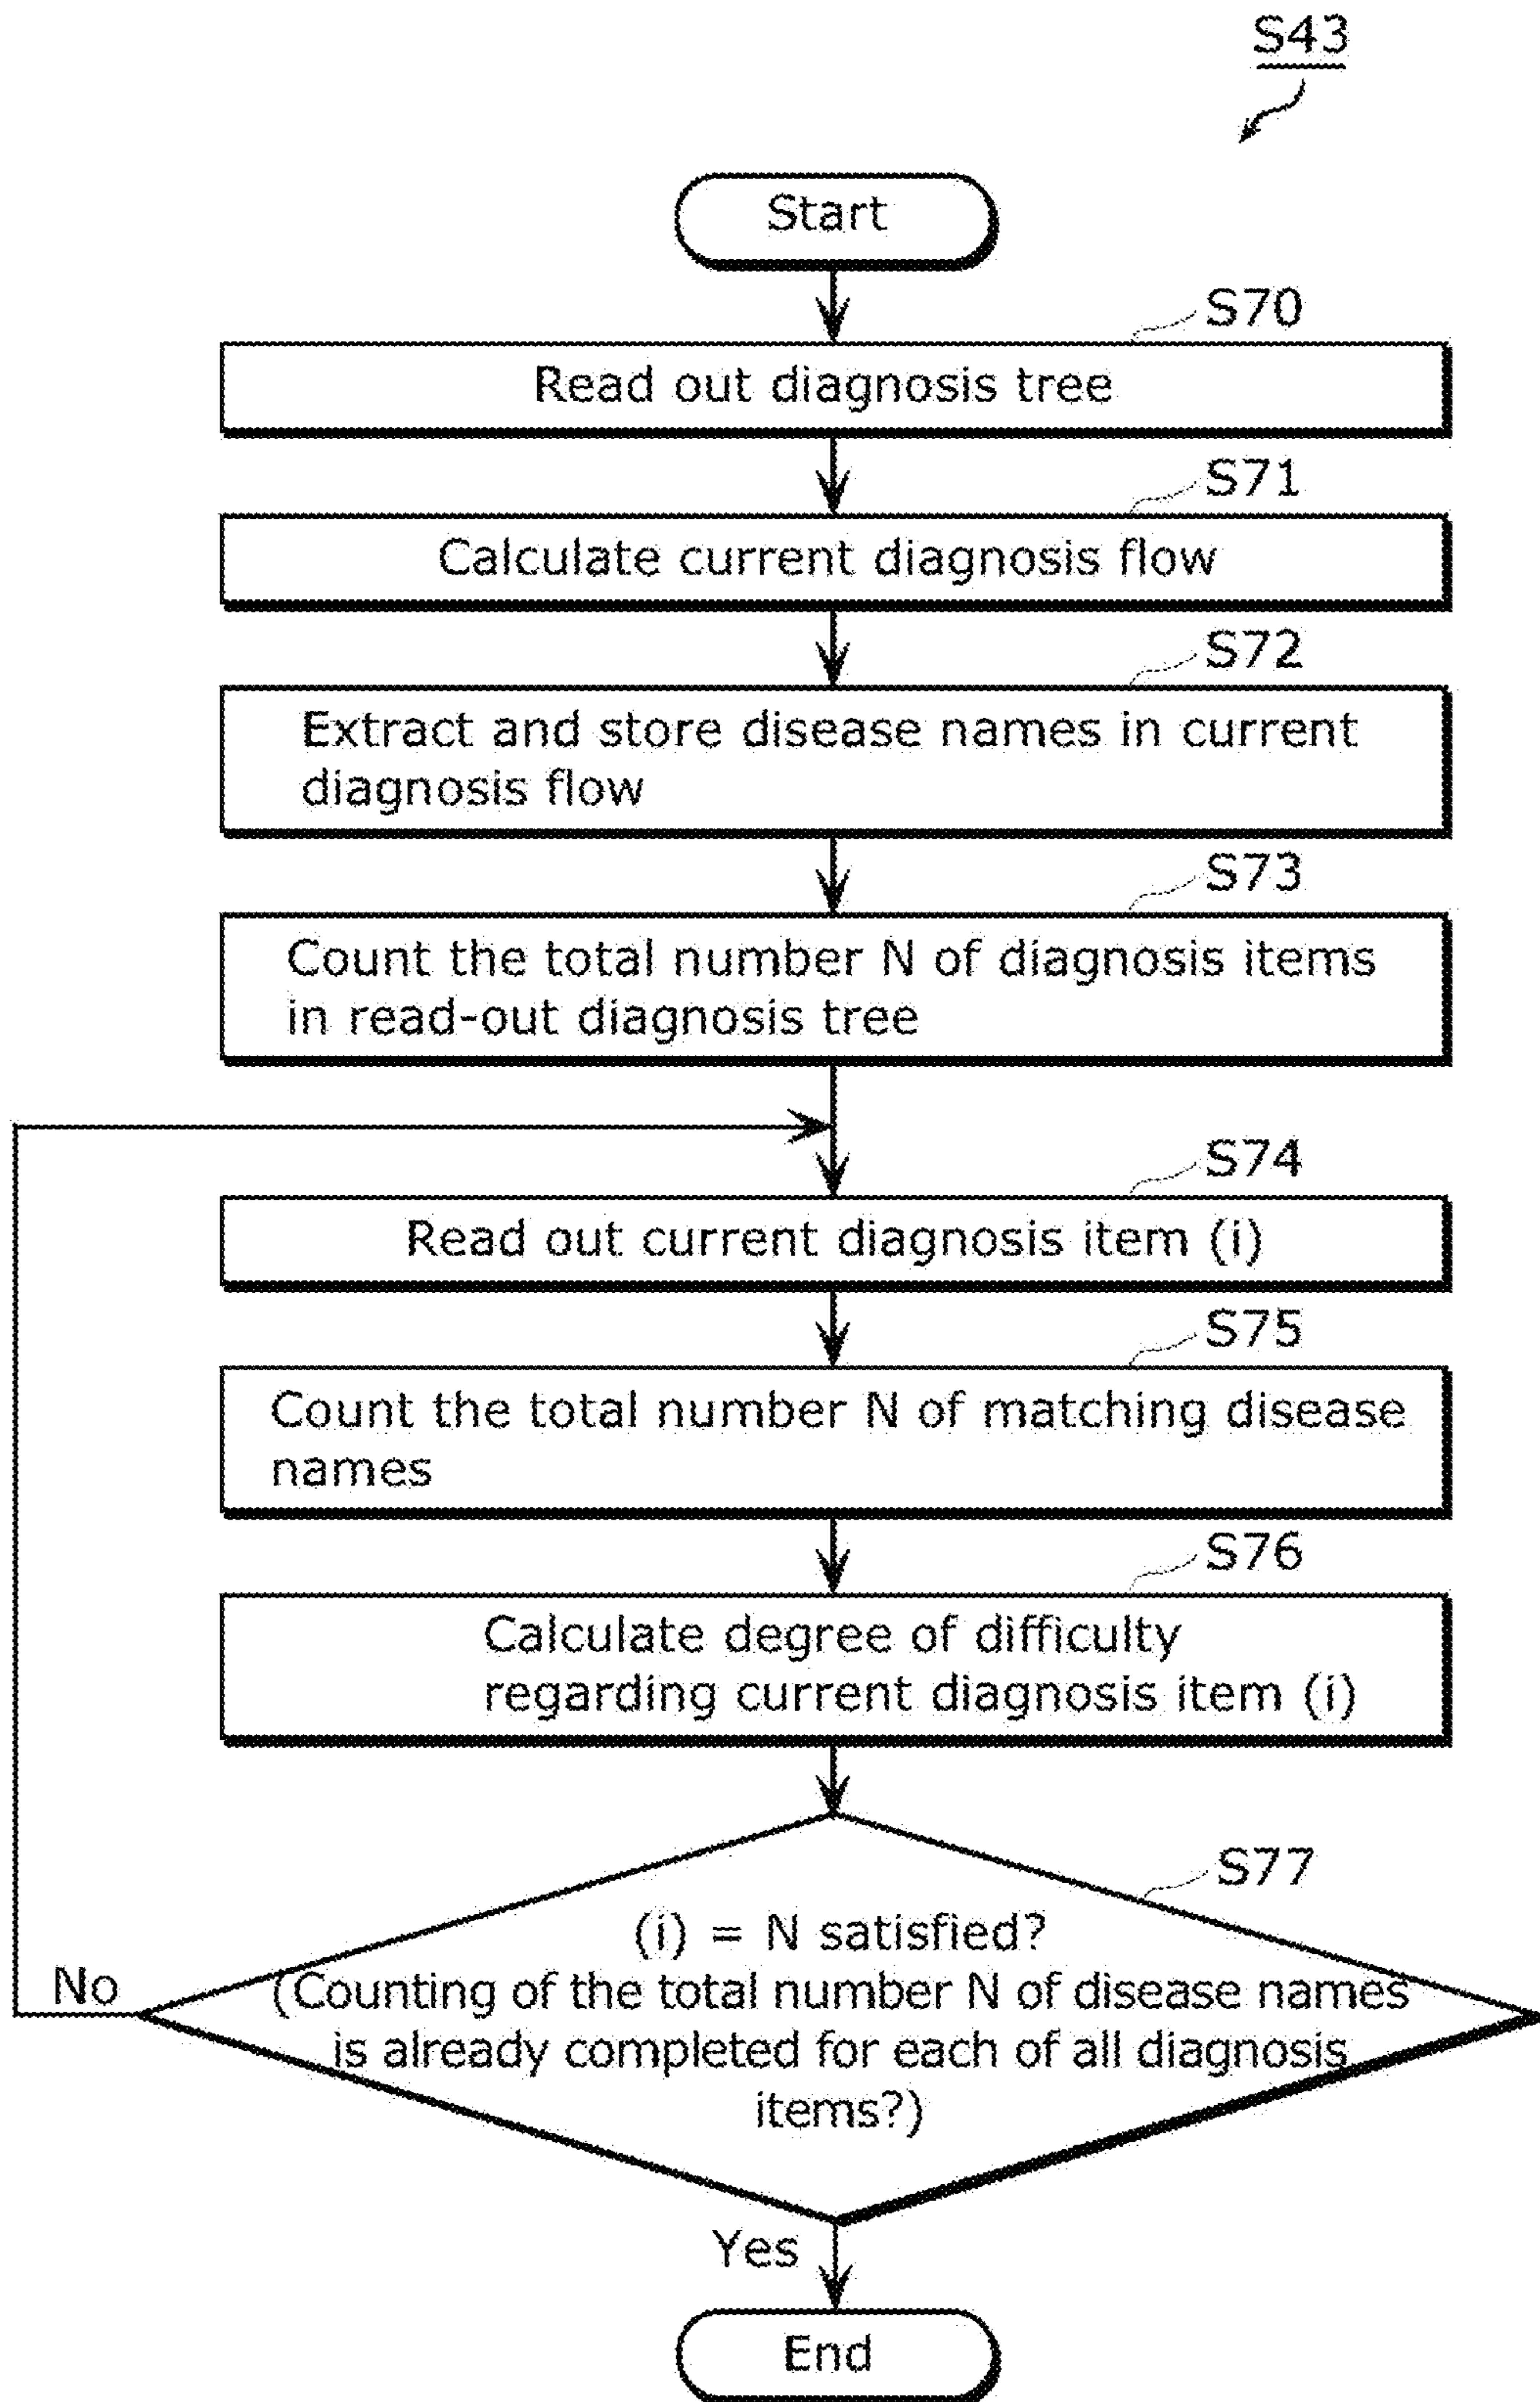 S43
Start
S70
Read out diagnosis tree
S71
Calculate current diagnosis flow
S72
Extract and store disease names in current
diagnosis flow
S73
Count the total number N of diagnosis items
in read-out diagnosis tree
S74
Read out current diagnosis item (i)
S75
Count the total number N of matching disease
names
S76
Calculate degree of difficulty
regarding current diagnosis item (i)
S77
(i) = N satisfied?
No
(Counting of the total number N of disease names
is already completed for each of all diagnosis
items?)
Yes
End